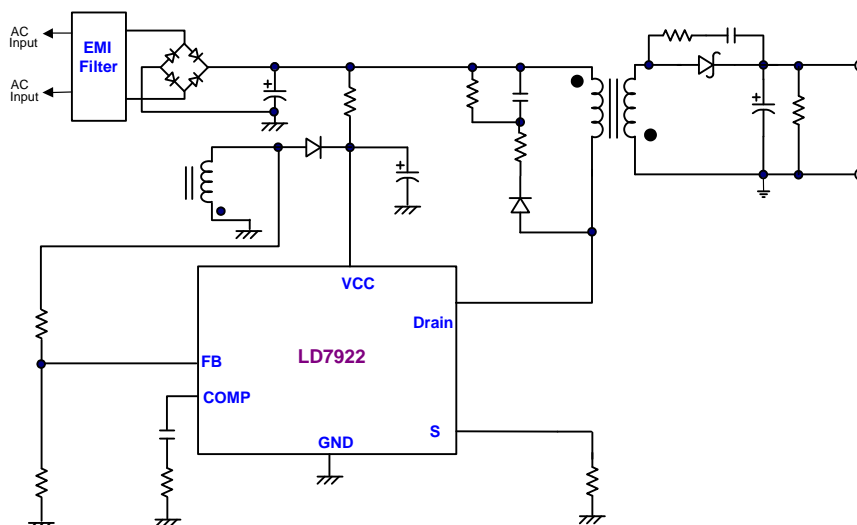 AC
Input
EMI
Filter
AC
Input
+
+
+
VCC
Drain
LD7922
FB
COMP
S
GND